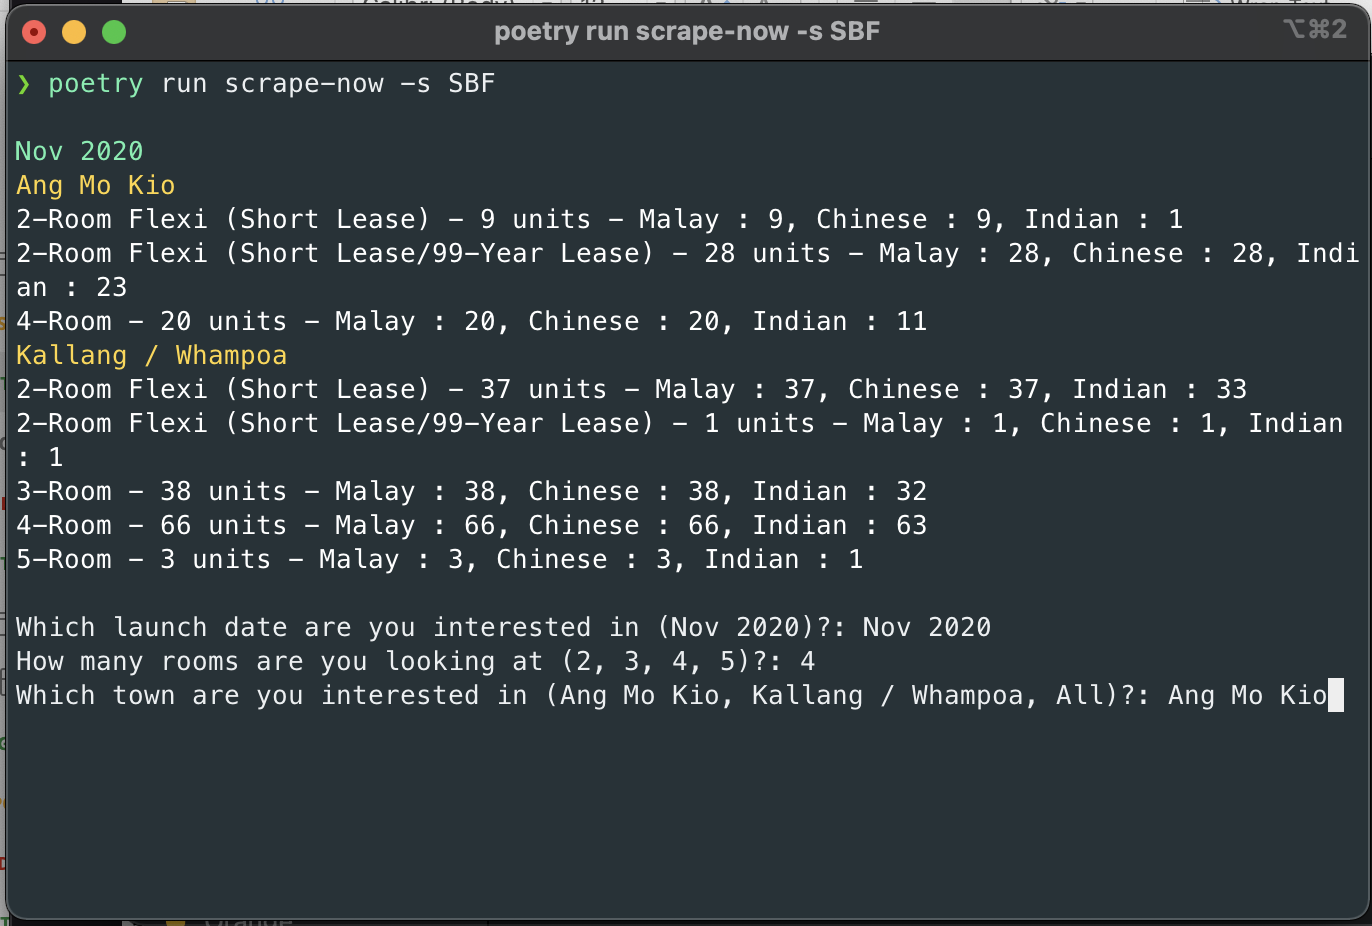 poetry run scrape-now -s SBF
⌥⌘2
❯ poetry run scrape-now -s SBF
Nov 2020
Ang Mo Kio
2-Room Flexi (Short Lease) - 9 units - Malay : 9, Chinese : 9, Indian : 1
2-Room Flexi (Short Lease/99-Year Lease) - 28 units - Malay : 28, Chinese : 28, Indi
an : 23
4-Room - 20 units - Malay : 20, Chinese : 20, Indian : 11
Kallang / Whampoa
2-Room Flexi (Short Lease) - 37 units - Malay : 37, Chinese : 37, Indian : 33
2-Room Flexi (Short Lease/99-Year Lease) - 1 units - Malay : 1, Chinese : 1, Indian
: 1
3-Room - 38 units - Malay : 38, Chinese : 38, Indian : 32
4-Room - 66 units - Malay : 66, Chinese : 66, Indian : 63
5-Room - 3 units - Malay : 3, Chinese : 3, Indian : 1
Which launch date are you interested in (Nov 2020)?: Nov 2020
How many rooms are you looking at (2, 3, 4, 5)?: 4
Which town are you interested in (Ang Mo Kio, Kallang / Whampoa, All)?: Ang Mo Kio